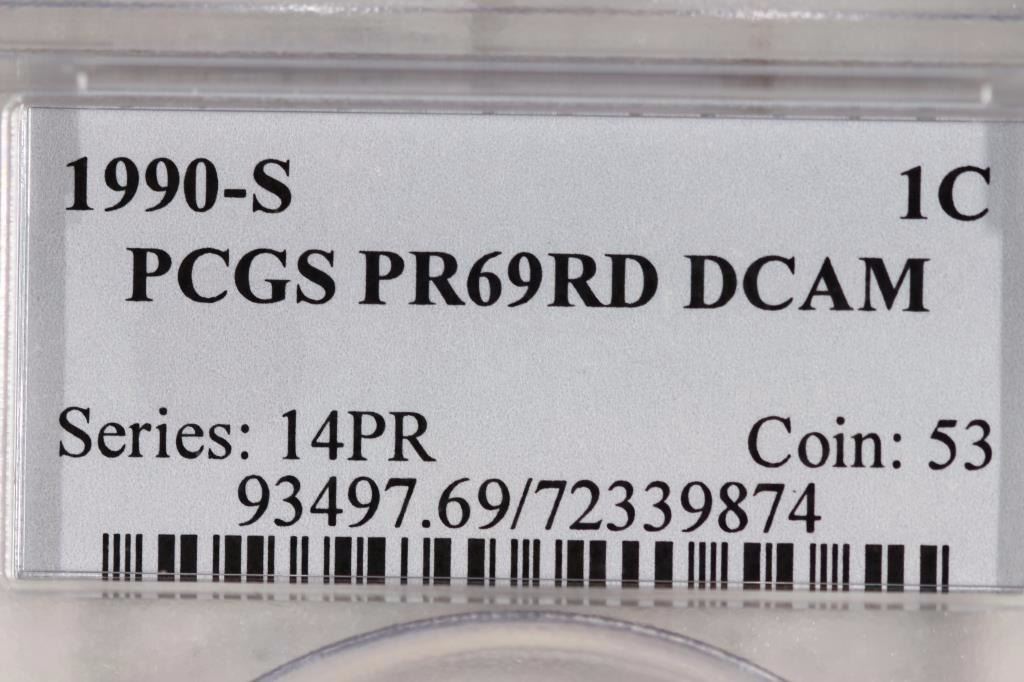 1990-S 1C
PCGS PR69RD DCAM
Series: 14PR Coin: 53
93497.69/72339874